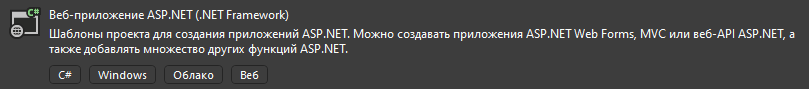 C#
Веб-приложение ASP.NET (.NET Framework)
Шаблоны проекта для создания приложений ASP.NET. Можно создавать приложения ASP.NET Web Forms, MVC или веб-API ASP.NET, а
также добавлять множество других функций ASP.NET.
C# Windows Облако Веб